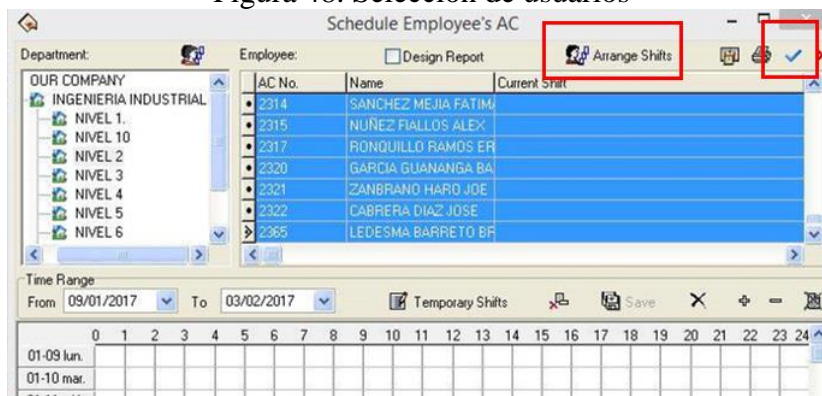 Figura 48. Selección de usuarios
Schedule Employee's AC
Department:
Employee:
Design Report
Arrange Shifts
OUR COMPANY
INGENIERIA INDUSTRIAL
NIVEL 1.
NIVEL 10
NIVEL 2
NIVEL 3
NIVEL 4
NIVEL 5
NIVEL 6
AC No. Name Current Shift
2314 SANCHEZ MEJIA FATIMA
2315 NUÑEZ FIALLOS ALEX
2317 RONQUILLO RAMOS ER
2320 GARCIA GUANANGA BA
2321 ZANBRANO HARO JOE
2322 CABRERA DIAZ JOSE
2365 LEDESMA BARRETO BR
Time Range
From 09/01/2017 To 03/02/2017 Temporary Shifts Save
0 1 2 3 4 5 6 7 8 9 10 11 12 13 14 15 16 17 18 19 20 21 22 23 24
01-09 lun.
01-10 mar.